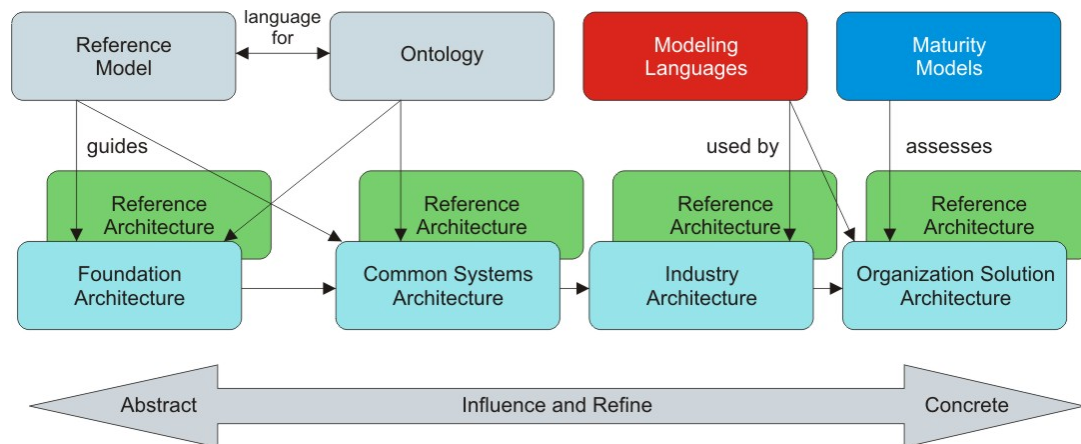 Reference
Model
language
for
Ontology
Modeling
Languages
Maturity
Models
guides
used by
assesses
Reference
Architecture
Reference
Architecture
Reference
Architecture
Reference
Architecture
Foundation
Architecture
Common Systems
Architecture
Industry
Architecture
Organization Solution
Architecture
Abstract
Influence and Refine
Concrete